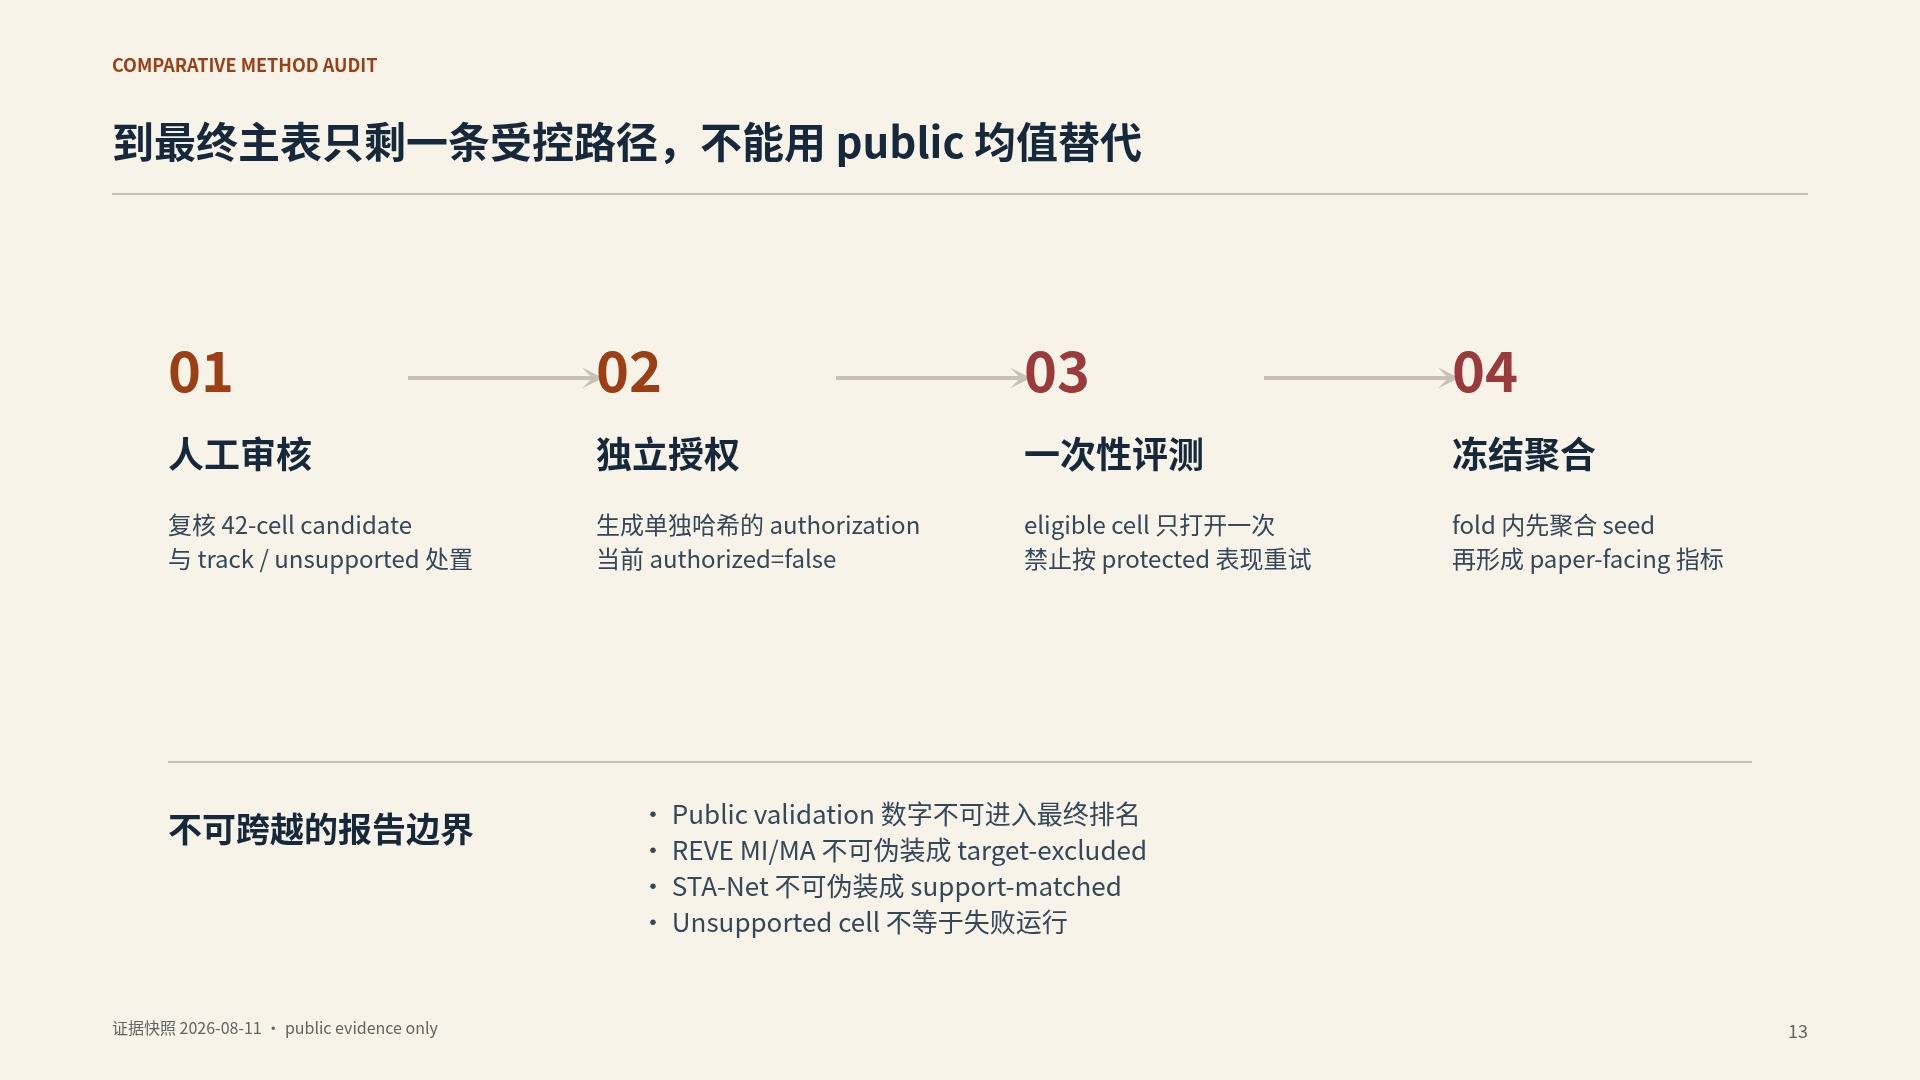 COMPARATIVE METHOD AUDIT
到最终主表只剩一条受控路径，不能用 public 均值替代
01
人工审核
复核 42-cell candidate
与 track / unsupported 处置
02
独立授权
生成单独哈希的 authorization
当前 authorized=false
03
一次性评测
eligible cell 只打开一次
禁止按 protected 表现重试
04
冻结聚合
fold 内先聚合 seed
再形成 paper-facing 指标
不可跨越的报告边界
• Public validation 数字不可进入最终排名
• REVE MI/MA 不可伪装成 target-excluded
• STA-Net 不可伪装成 support-matched
• Unsupported cell 不等于失败运行
证据快照 2026-08-11 • public evidence only
13